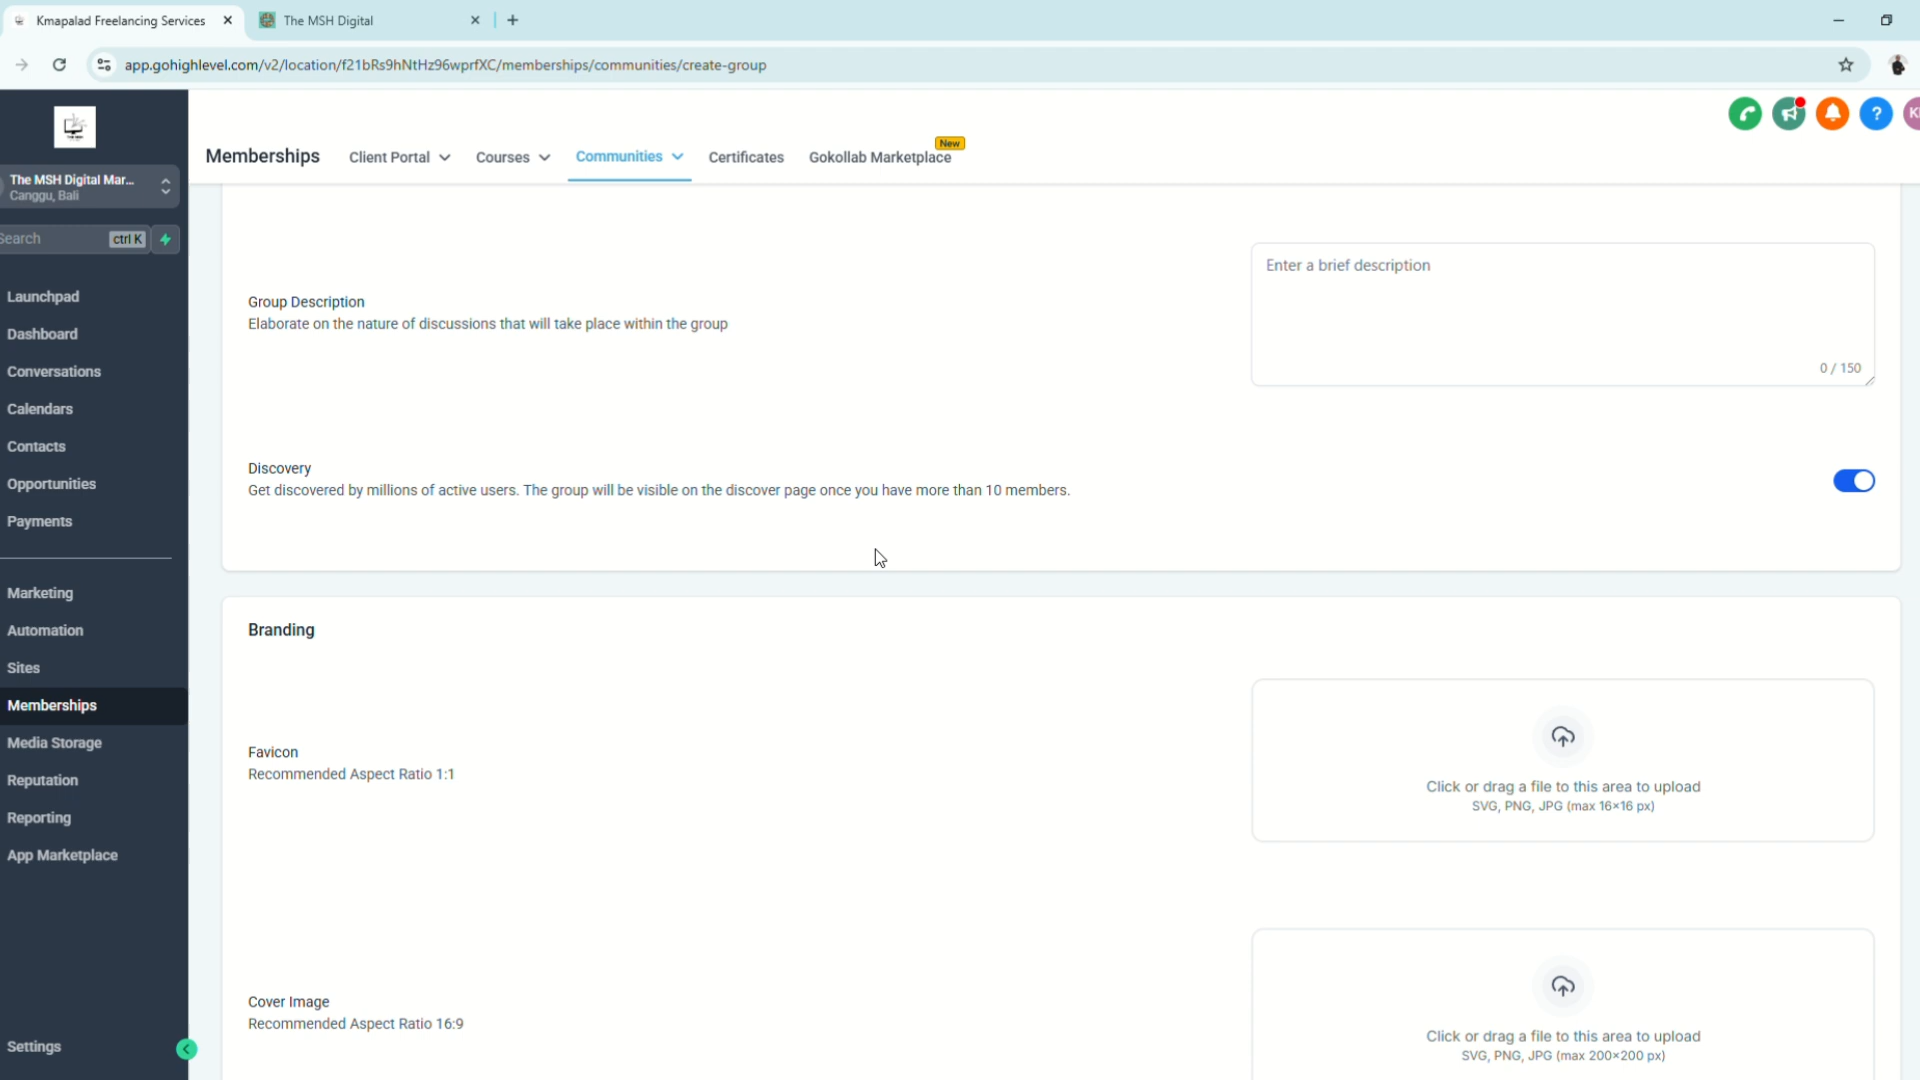 Kmapalad Freelancing Services
The MSH Digital
app.gohighlevel.com/v2/location/f21bRs9hNtHz96wprfXC/memberships/communities/create-group
The MSH Digital Mar...
Canggu, Bali
Search
ctrl K
Launchpad
Dashboard
Conversations
Calendars
Contacts
Opportunities
Payments
Marketing
Automation
Sites
Memberships
Media Storage
Reputation
Reporting
App Marketplace
Settings
Memberships
Client Portal
Courses
Communities
Certificates
Gokollab Marketplace
New
Group Description
Elaborate on the nature of discussions that will take place within the group
Enter a brief description
0 / 150
Discovery
Get discovered by millions of active users. The group will be visible on the discover page once you have more than 10 members.
Branding
Favicon
Recommended Aspect Ratio 1:1
Click or drag a file to this area to upload
SVG, PNG, JPG (max 16×16 px)
Cover Image
Recommended Aspect Ratio 16:9
Click or drag a file to this area to upload
SVG, PNG, JPG (max 200×200 px)